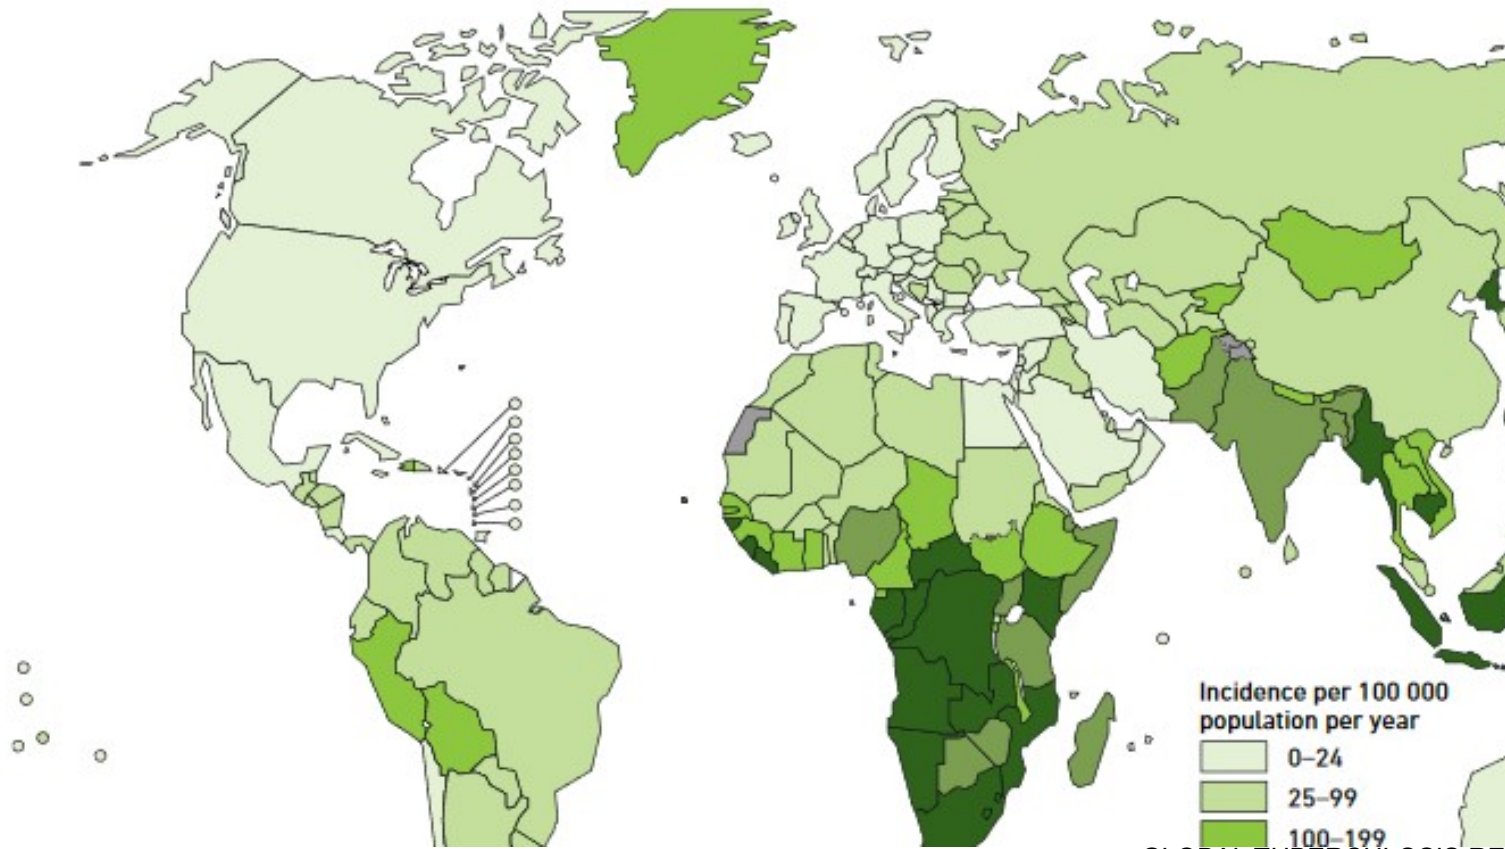 Incidence per 100 000
population per year
0–24
25–99
100–199